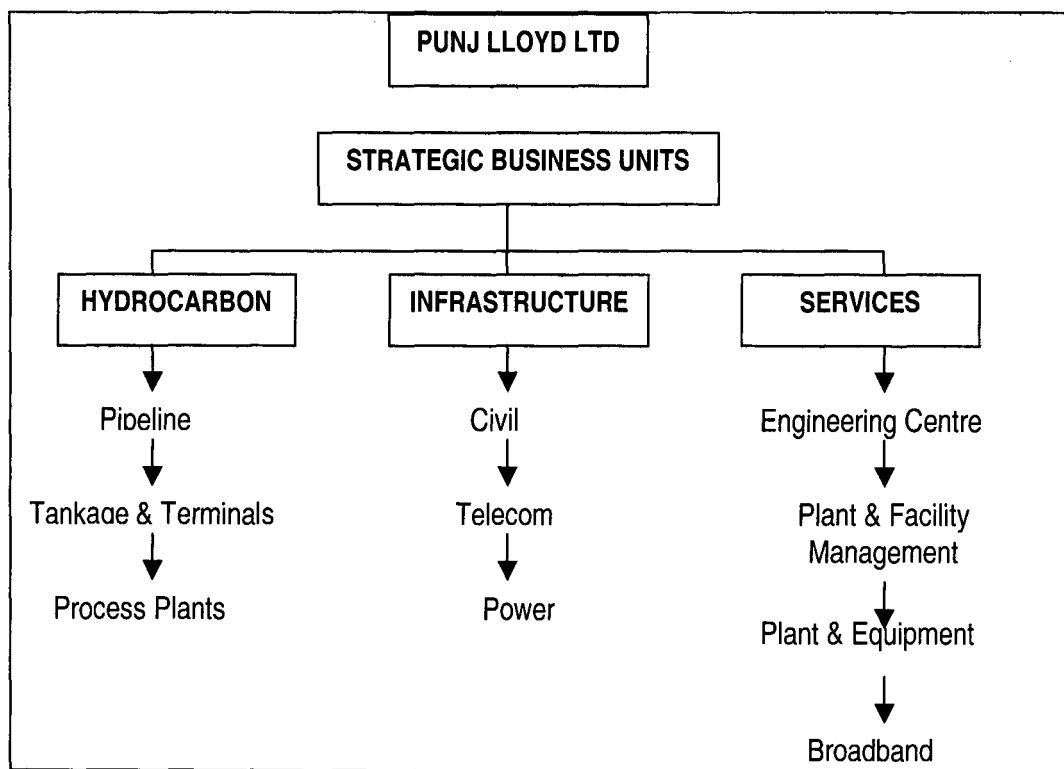 PUNJ LLOYD LTD
STRATEGIC BUSINESS UNITS
HYDROCARBON
INFRASTRUCTURE
SERVICES
Pipeline
Civil
Engineering Centre
Tankage & Terminals
Telecom
Plant & Facility
Management
Process Plants
Power
Plant & Equipment
Broadband